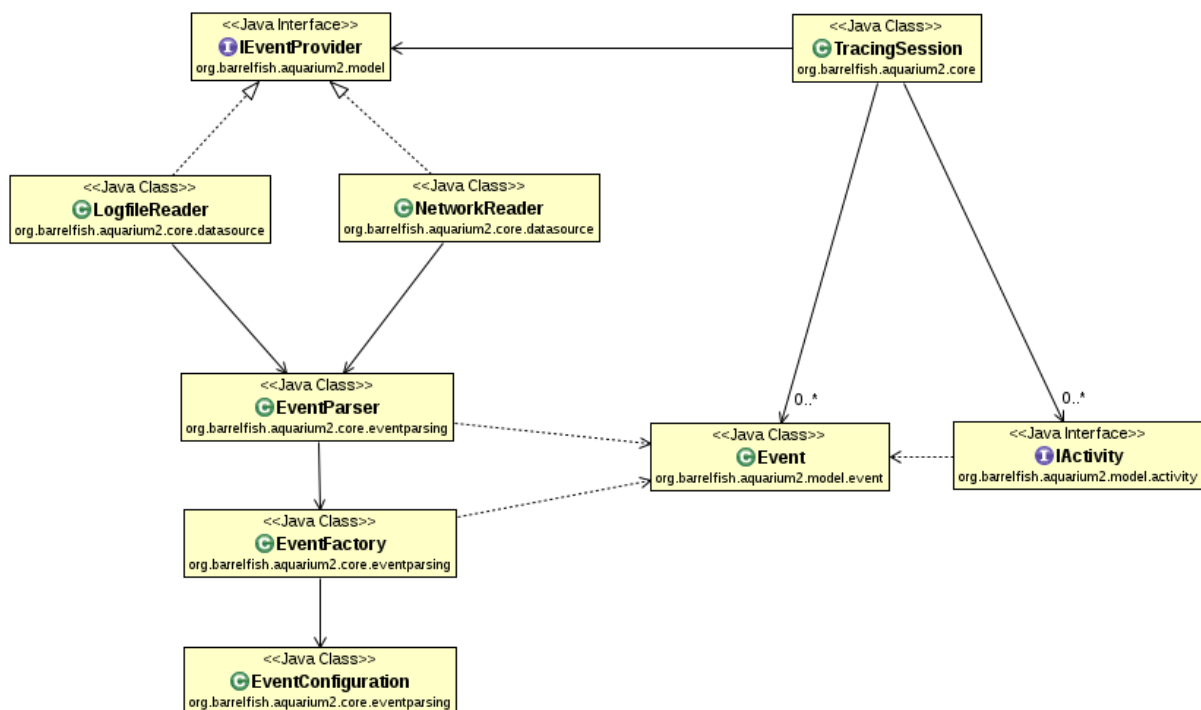 <<Java Interface>>
IEventProvider
org.barrelfish.aquarium2.model
<<Java Class>>
TracingSession
org.barrelfish.aquarium2.core
<<Java Class>>
LogfileReader
org.barrelfish.aquarium2.core.datasource
<<Java Class>>
NetworkReader
org.barrelfish.aquarium2.core.datasource
<<Java Class>>
EventParser
org.barrelfish.aquarium2.core.eventparsing
0..*
0..*
<<Java Class>>
Event
org.barrelfish.aquarium2.model.event
<<Java Interface>>
IActivity
org.barrelfish.aquarium2.model.activity
<<Java Class>>
EventFactory
org.barrelfish.aquarium2.core.eventparsing
<<Java Class>>
EventConfiguration
org.barrelfish.aquarium2.core.eventparsing